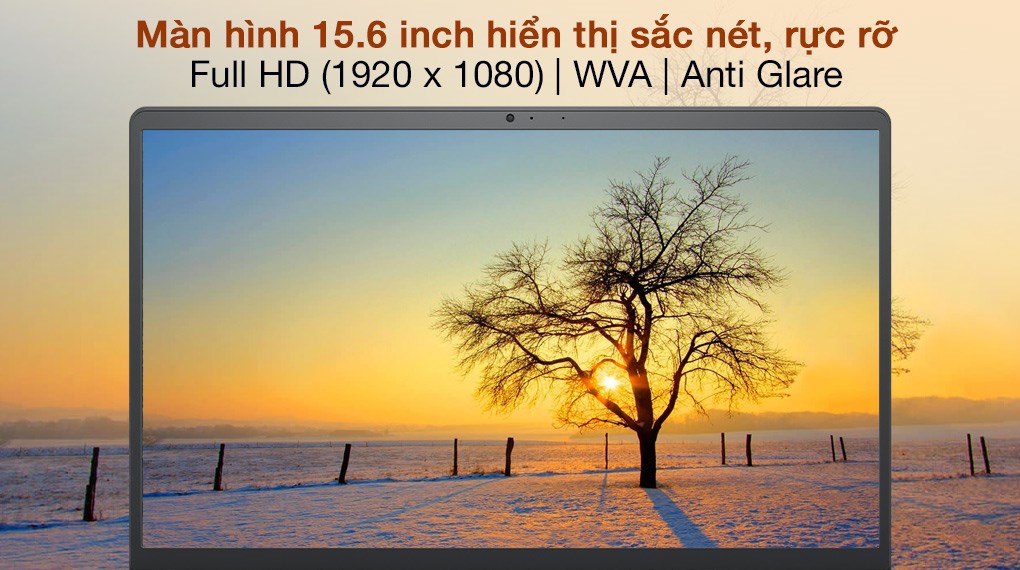 Màn hình 15.6 inch hiển thị sắc nét, rực rỡ
Full HD (1920 x 1080) | WVA | Anti Glare